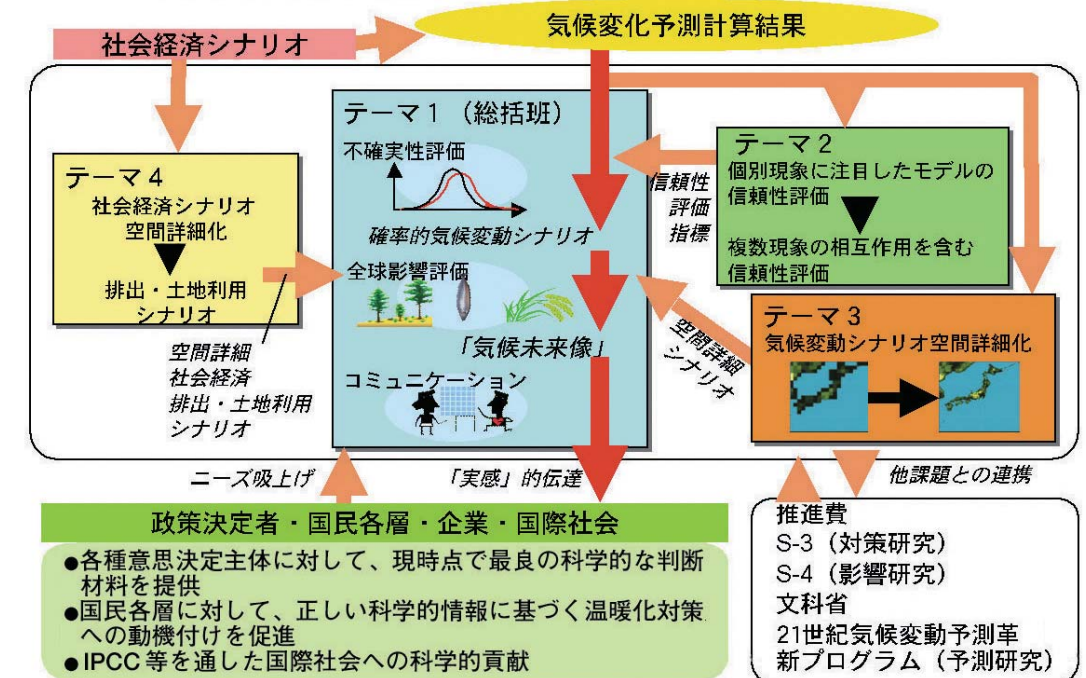 気候変化予測計算結果
社会経済シナリオ
テーマ1 (総括班)
不確実性評価
確率的気候変動シナリオ
全球影響評価
「気候未来像」
コミュニケーション
テーマ2
個別現象に注目したモデルの
信頼性評価
複数現象の相互作用を含む
信頼性評価
信頼性
評価
指標
テーマ4
社会経済シナリオ
空間詳細化
排出・土地利用
シナリオ
空間詳細
社会経済
排出・土地利用
シナリオ
テーマ3
気候変動シナリオ空間詳細化
空間詳細
シナリオ
ニーズ吸上げ
「実感」的伝達
他課題との連携
政策決定者・国民各層・企業・国際社会
●各種意思決定主体に対して、現時点で最良の科学的な判断
材料を提供
●国民各層に対して、正しい科学的情報に基づく温暖化対策
への動機付けを促進
●IPCC等を通した国際社会への科学的貢献
推進費
S-3(対策研究)
S-4(影響研究)
文科省
21世紀気候変動予測革
新プログラム(予測研究)